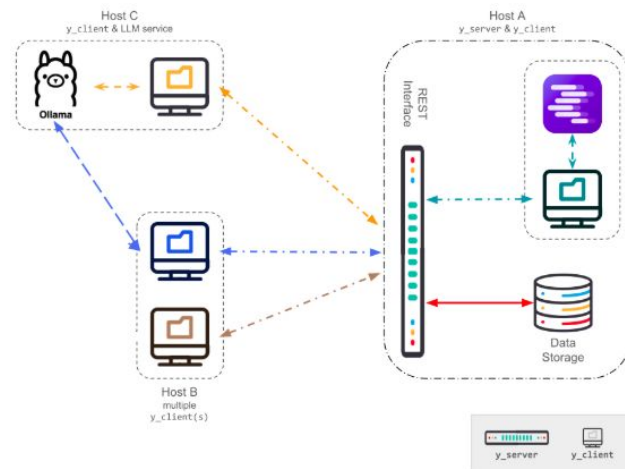 Host C
y_client & LLM service
Ollama
Host A
y_server & y_client
REST
Interface
Data
Storage
Host B
multiple
y_client(s)
y_server
y_client